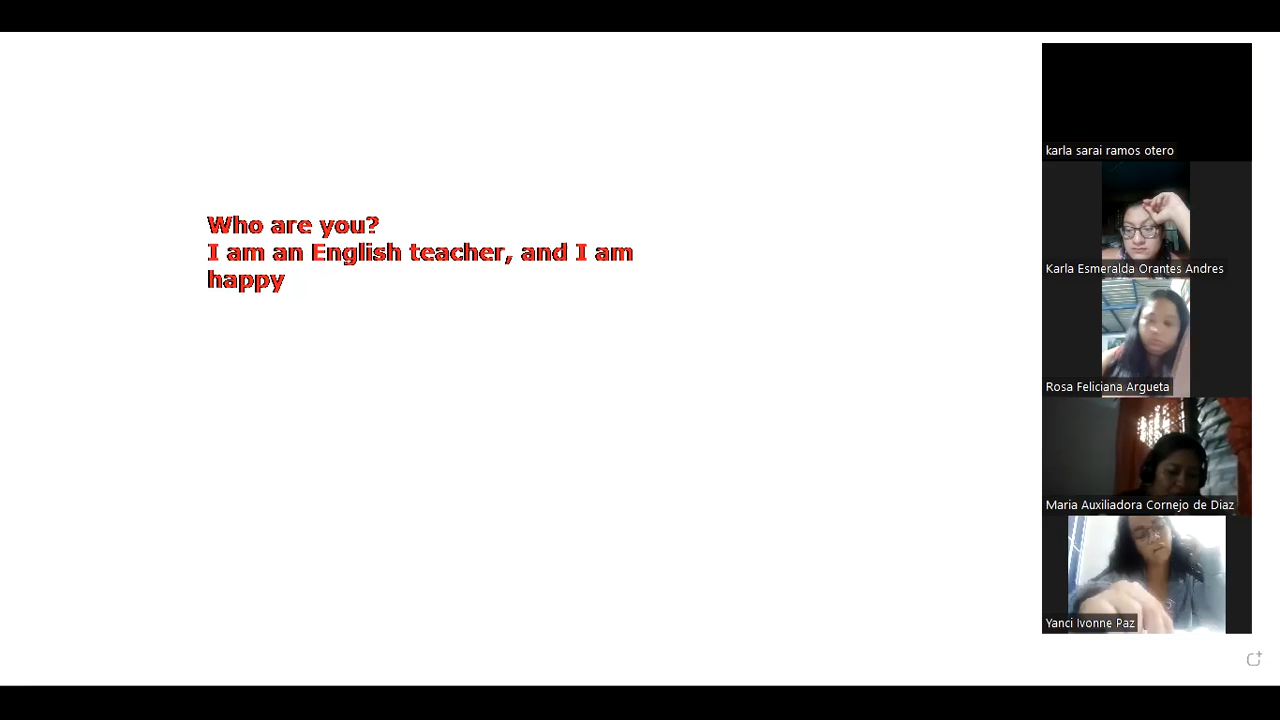 Who are you?
I am an English teacher, and I am
happy
karla sarai ramos otero
Karla Esmeralda Orantes Andres
Rosa Feliciana Argueta
Maria Auxiliadora Cornejo de Diaz
Yanci Ivonne Paz